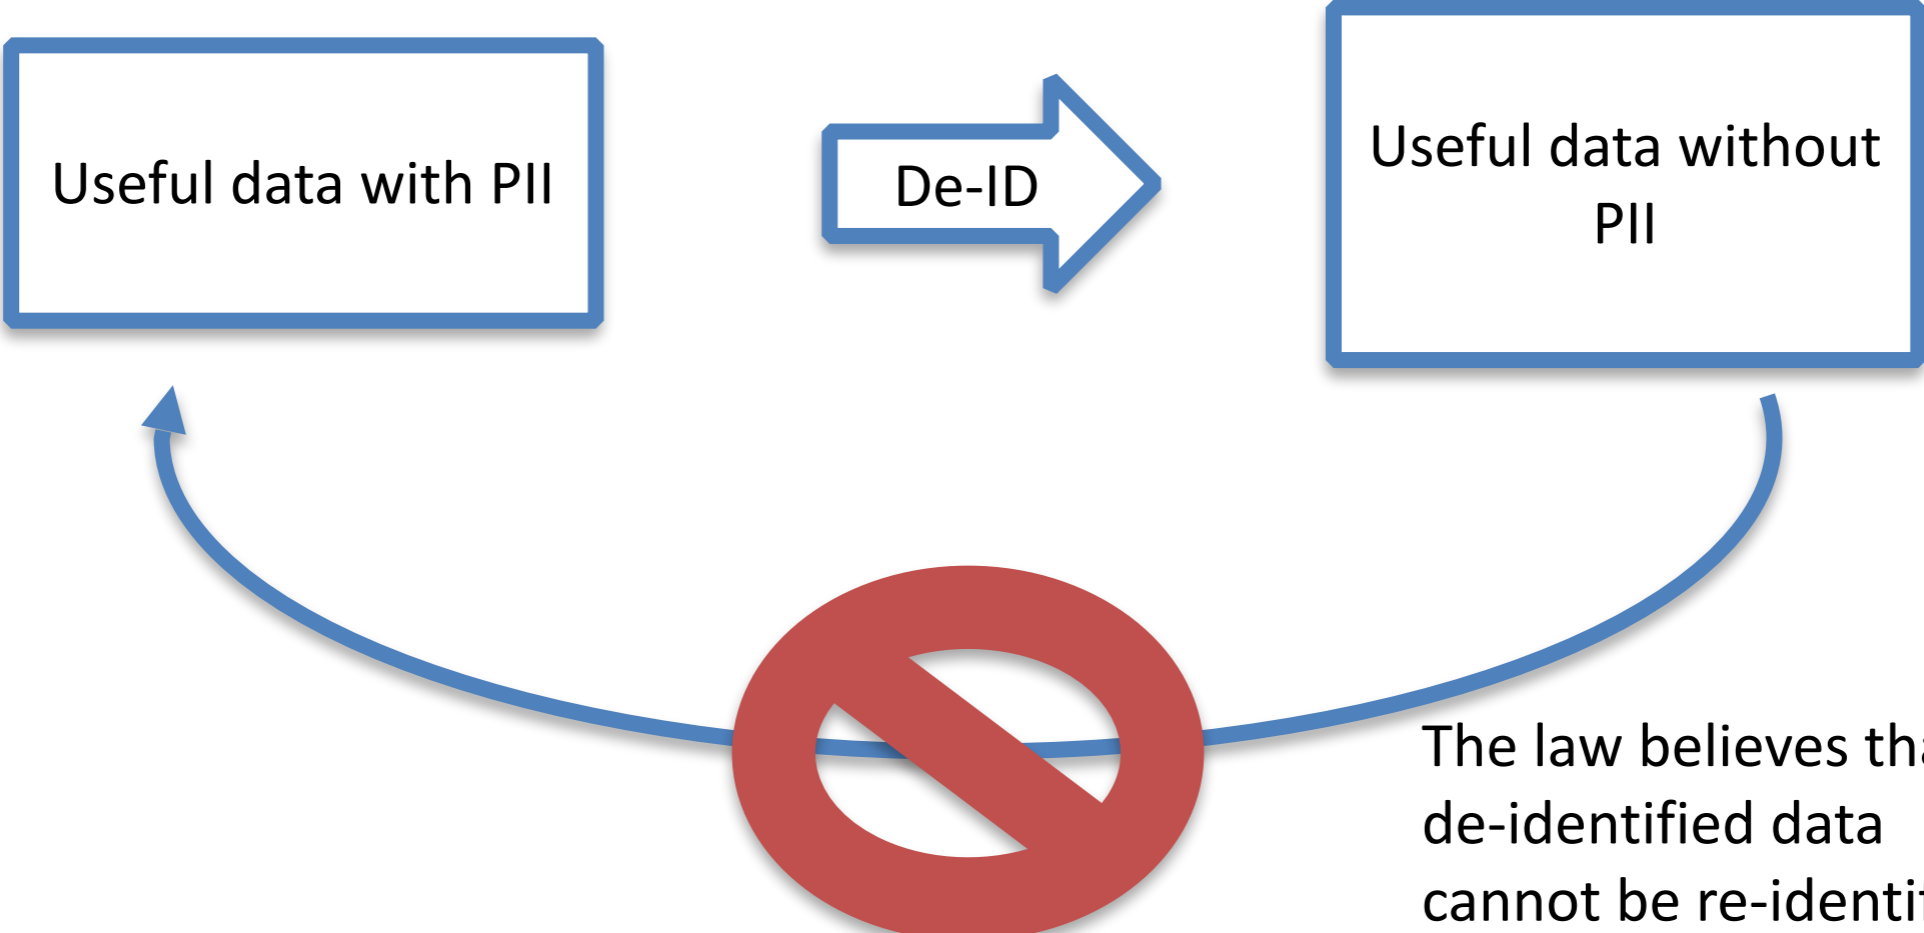 Useful data with PII
De-ID
Useful data without
PII
The law believes
de-identified data
cannot be